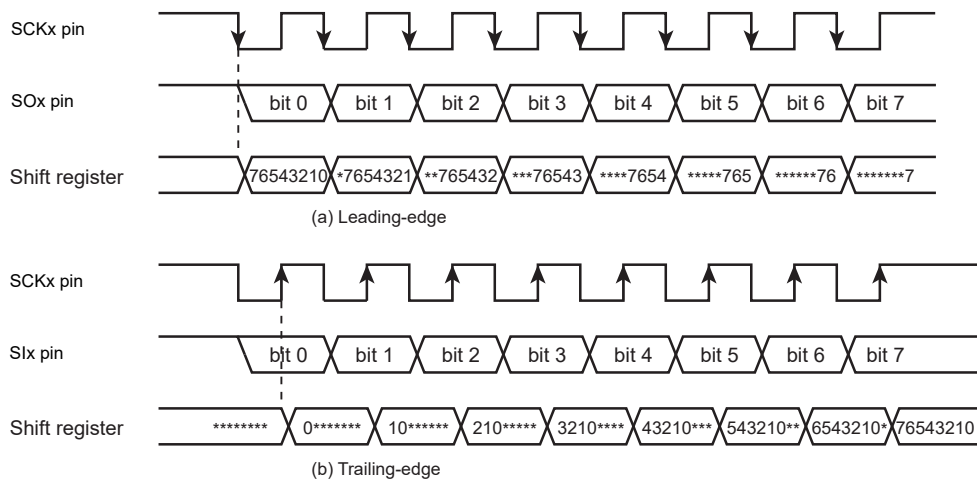 SCKx pin
SOx pin bit 0 bit 1 bit 2 bit 3 bit 4 bit 5 bit 6 bit 7
Shift register 76543210 *7654321 **765432 ***76543 ****7654 *****765 ******76 *******7
(a) Leading-edge
SCKx pin
SIx pin bit 0 bit 1 bit 2 bit 3 bit 4 bit 5 bit 6 bit 7
Shift register ******** 0******* 10****** 210***** 3210**** 43210*** 543210** 6543210* 76543210
(b) Trailing-edge